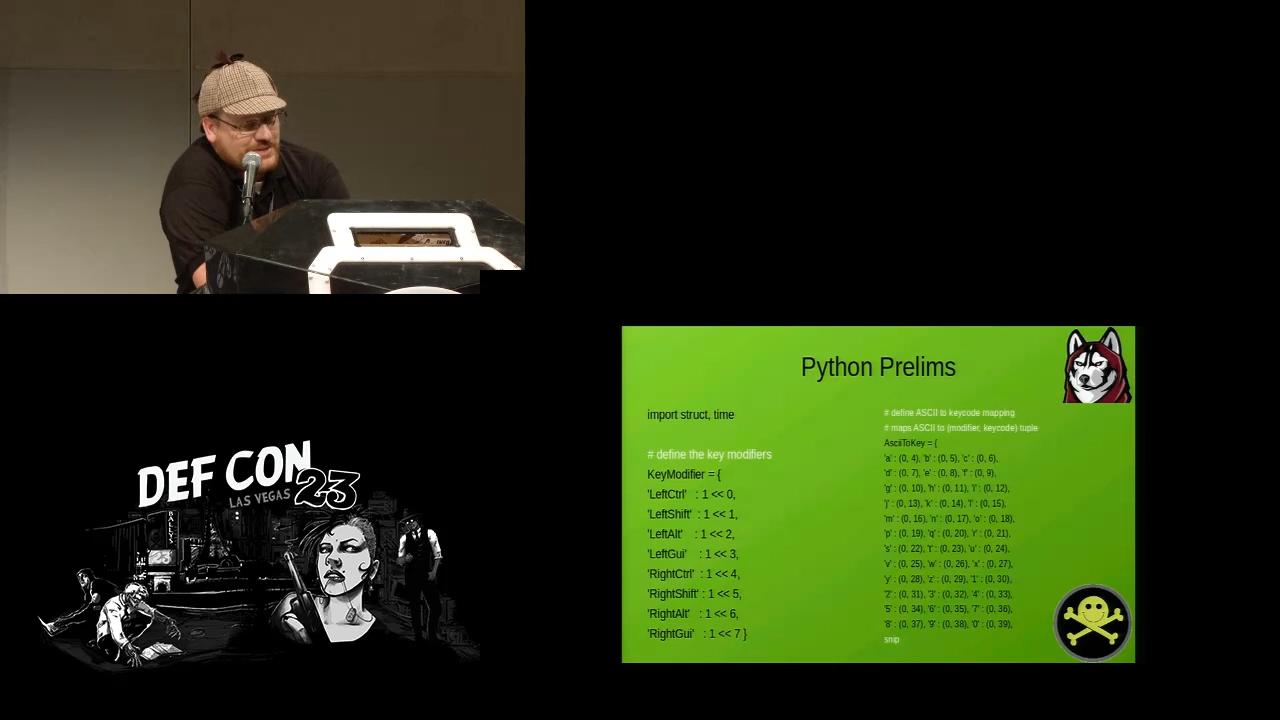 DEF CON
LAS VEGAS 23
BALLYS
Python Prelims
import struct, time
# define the key modifiers
KeyModifier = {
'LeftCtrl' : 1 << 0,
'LeftShift' : 1 << 1,
'LeftAlt' : 1 << 2,
'LeftGui' : 1 << 3,
'RightCtrl' : 1 << 4,
'RightShift' : 1 << 5,
'RightAlt' : 1 << 6,
'RightGui' : 1 << 7 }
# define ASCII to keycode mapping
# maps ASCII to (modifier, keycode) tuple
AsciiToKey = {
'a' : (0, 4), 'b' : (0, 5), 'c' : (0, 6),
'd' : (0, 7), 'e' : (0, 8), 'f' : (0, 9),
'g' : (0, 10), 'h' : (0, 11), 'i' : (0, 12),
'j' : (0, 13), 'k' : (0, 14), 'l' : (0, 15),
'm' : (0, 16), 'n' : (0, 17), 'o' : (0, 18),
'p' : (0, 19), 'q' : (0, 20), 'r' : (0, 21),
's' : (0, 22), 't' : (0, 23), 'u' : (0, 24),
'v' : (0, 25), 'w' : (0, 26), 'x' : (0, 27),
'y' : (0, 28), 'z' : (0, 29), '1' : (0, 30),
'2' : (0, 31), '3' : (0, 32), '4' : (0, 33),
'5' : (0, 34), '6' : (0, 35), '7' : (0, 36),
'8' : (0, 37), '9' : (0, 38), '0' : (0, 39),
snip